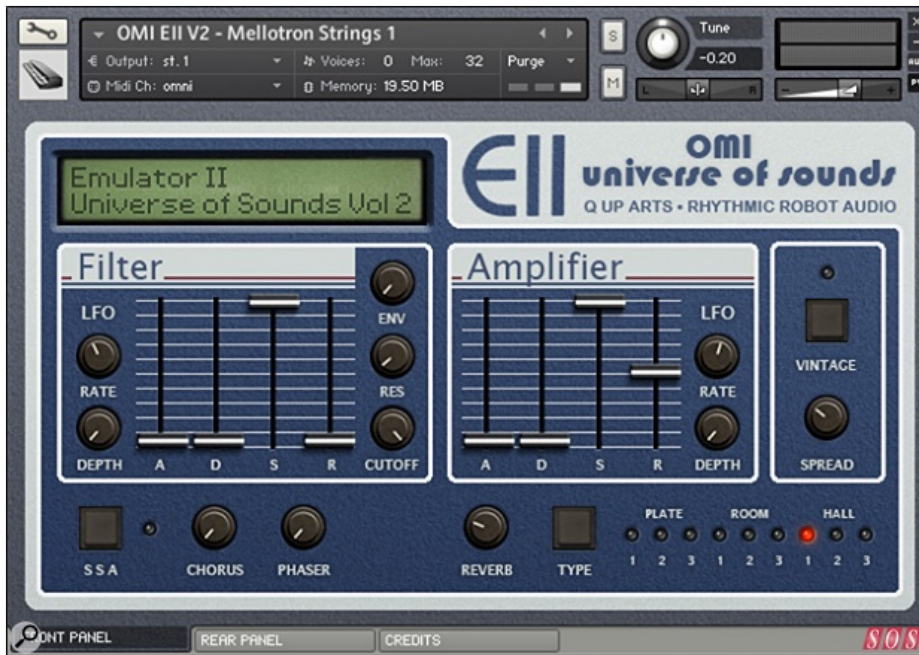 OMI EII V2 - Mellotron Strings 1
Output: st.1 Voices: 0 Max: 32 Purge
Midi Ch: omni Memory: 19.50 MB
S
M
Tune
-0.20
L R
- +
AU
Emulator II
Universe of Sounds Vol 2
EII
OMI
universe of sounds
Q UP ARTS • RHYTHMIC ROBOT AUDIO
Filter
LFO
RATE
DEPTH
A D S R
ENV
RES
CUTOFF
Amplifier
A D S R
LFO
RATE
DEPTH
VINTAGE
SPREAD
SSA
CHORUS
PHASER
REVERB
TYPE
PLATE ROOM HALL
1 2 3 1 2 3 1 2 3
FRONT PANEL
REAR PANEL
CREDITS
SOS